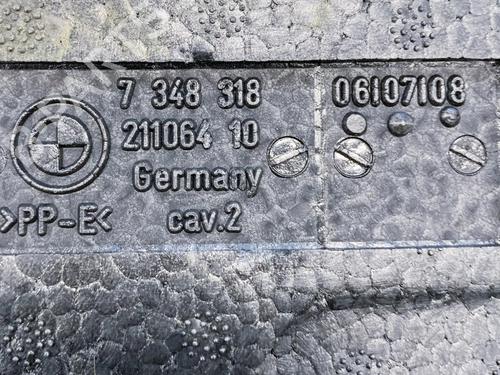 7 348 318
211064 10
Germany
>PP-E<
cav.2
06107108